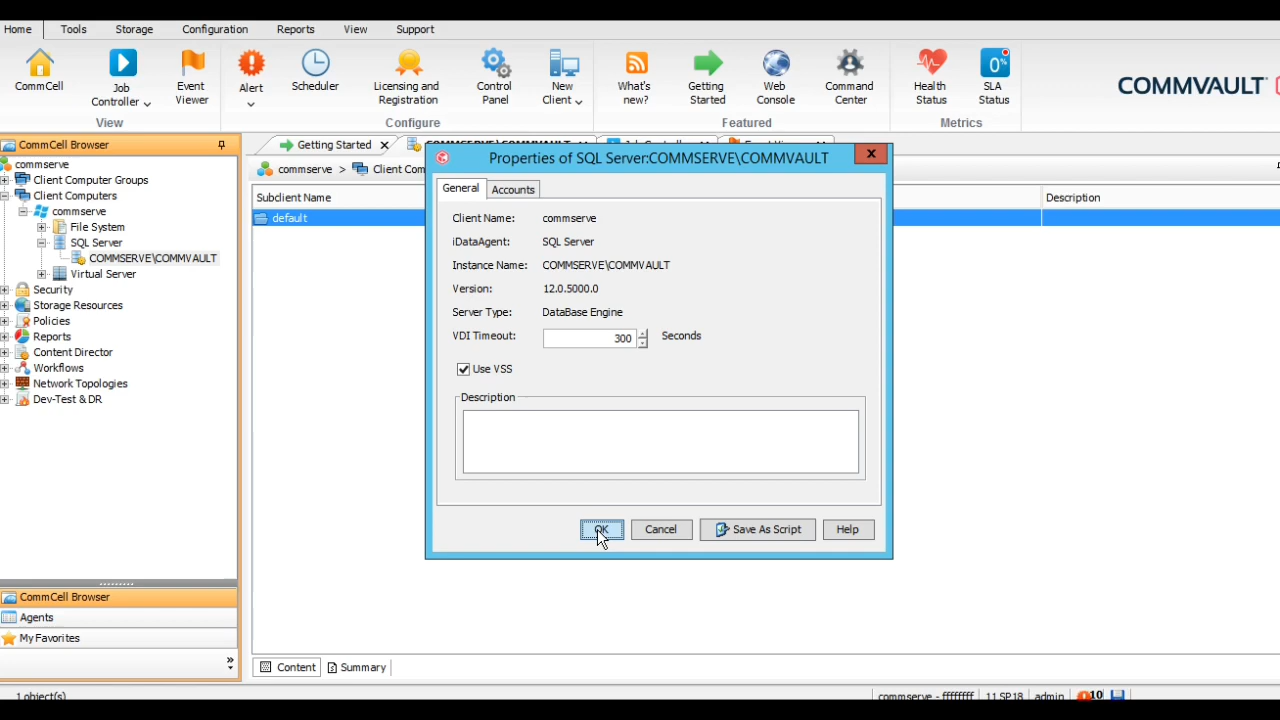 Home Tools Storage Configuration Reports View Support
CommCell Job Controller Event Viewer Alert Scheduler Licensing and Registration Control Panel New Client What's new? Getting Started Web Console Command Center Health Status 0% SLA Status COMMVAULT
View Configure Featured Metrics
CommCell Browser
Getting Started
Properties of SQL Server:COMMSERVE\COMMVAULT
commserve
commserve > Client Com
Client Computer Groups
General Accounts
Client Computers
Subclient Name Description
commserve
default
Client Name: commserve
File System
iDataAgent: SQL Server
SQL Server
COMMSERVE\COMMVAULT
Instance Name: COMMSERVE\COMMVAULT
Virtual Server
Version: 12.0.5000.0
Security
Storage Resources
Server Type: DataBase Engine
Policies
Reports
VDI Timeout: 300 Seconds
Content Director
Workflows
Use VSS
Network Topologies
Dev-Test & DR
Description
OK Cancel Save As Script Help
CommCell Browser
Agents
My Favorites
Content Summary
1 object(s) commserve - ffffffff 11 SP18 admin 10